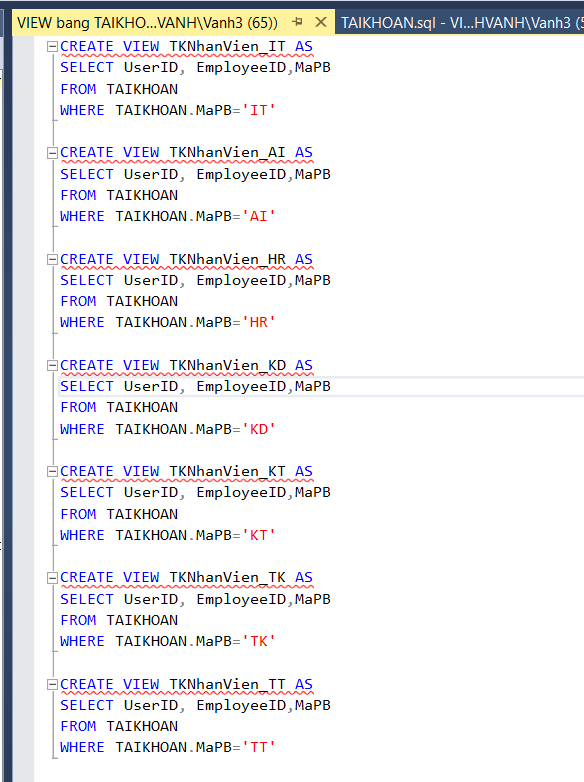 VIEW bang TAIKHO...VANH\Vanh3 (65))
TAIKHOAN.sql - VI...HVANH\Vanh3 (5
CREATE VIEW TKNhanVien_IT AS
SELECT UserID, EmployeeID,MaPB
FROM TAIKHOAN
WHERE TAIKHOAN.MaPB='IT'
CREATE VIEW TKNhanVien_AI AS
SELECT UserID, EmployeeID,MaPB
FROM TAIKHOAN
WHERE TAIKHOAN.MaPB='AI'
CREATE VIEW TKNhanVien_HR AS
SELECT UserID, EmployeeID,MaPB
FROM TAIKHOAN
WHERE TAIKHOAN.MaPB='HR'
CREATE VIEW TKNhanVien_KD AS
SELECT UserID, EmployeeID,MaPB
FROM TAIKHOAN
WHERE TAIKHOAN.MaPB='KD'
CREATE VIEW TKNhanVien_KT AS
SELECT UserID, EmployeeID,MaPB
FROM TAIKHOAN
WHERE TAIKHOAN.MaPB='KT'
CREATE VIEW TKNhanVien_TK AS
SELECT UserID, EmployeeID,MaPB
FROM TAIKHOAN
WHERE TAIKHOAN.MaPB='TK'
CREATE VIEW TKNhanVien_TT AS
SELECT UserID, EmployeeID,MaPB
FROM TAIKHOAN
WHERE TAIKHOAN.MaPB='TT'